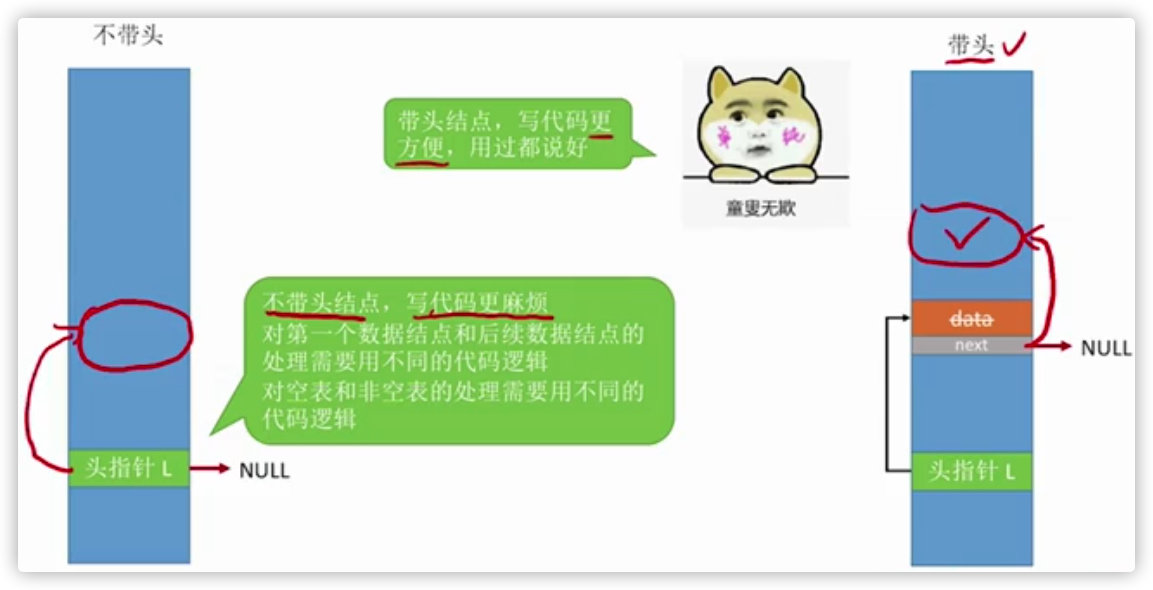 不带头
带头
带头结点，写代码更
方便，用过都说好
单
纯
童叟无欺
不带头结点，写代码更麻烦
对第一个数据结点和后续数据结点的
处理需要用不同的代码逻辑
对空表和非空表的处理需要用不同的
代码逻辑
data
next
NULL
头指针 L
NULL
头指针 L